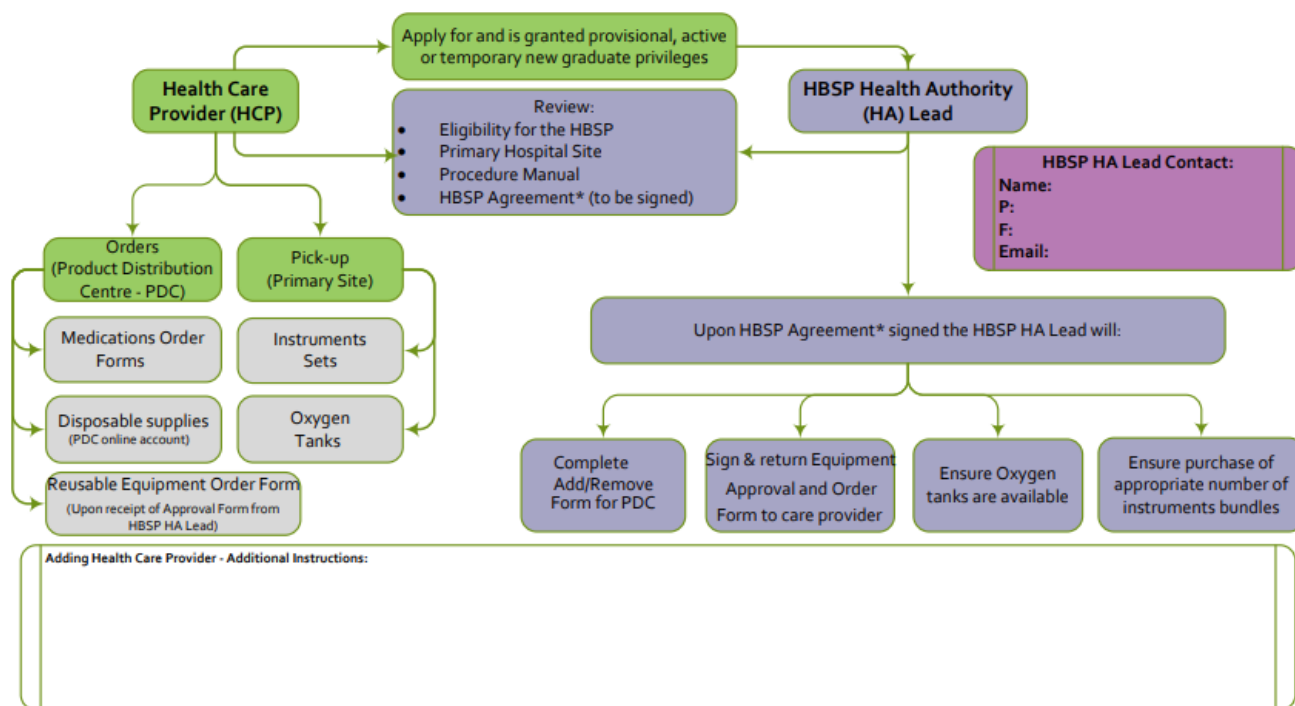 Apply for and is granted provisional, active
or temporary new graduate privileges
Health Care
Provider (HCP)
HBSP Health Authority
(HA) Lead
Review:
• Eligibility for the HBSP
• Primary Hospital Site
• Procedure Manual
• HBSP Agreement* (to be signed)
HBSP HA Lead Contact:
Name:
P:
F:
Email:
Orders
(Product Distribution
Centre - PDC)
Pick-up
(Primary Site)
Medications Order
Forms
Instruments
Sets
Disposable supplies
(PDC online account)
Oxygen
Tanks
Reusable Equipment Order Form
(Upon receipt of Approval Form from
HBSP HA Lead)
Upon HBSP Agreement* signed the HBSP HA Lead will:
Complete
Add/Remove
Form for PDC
Sign & return Equipment
Approval and Order
Form to care provider
Ensure Oxygen
tanks are available
Ensure purchase of
appropriate number of
instruments bundles
Adding Health Care Provider - Additional Instructions: